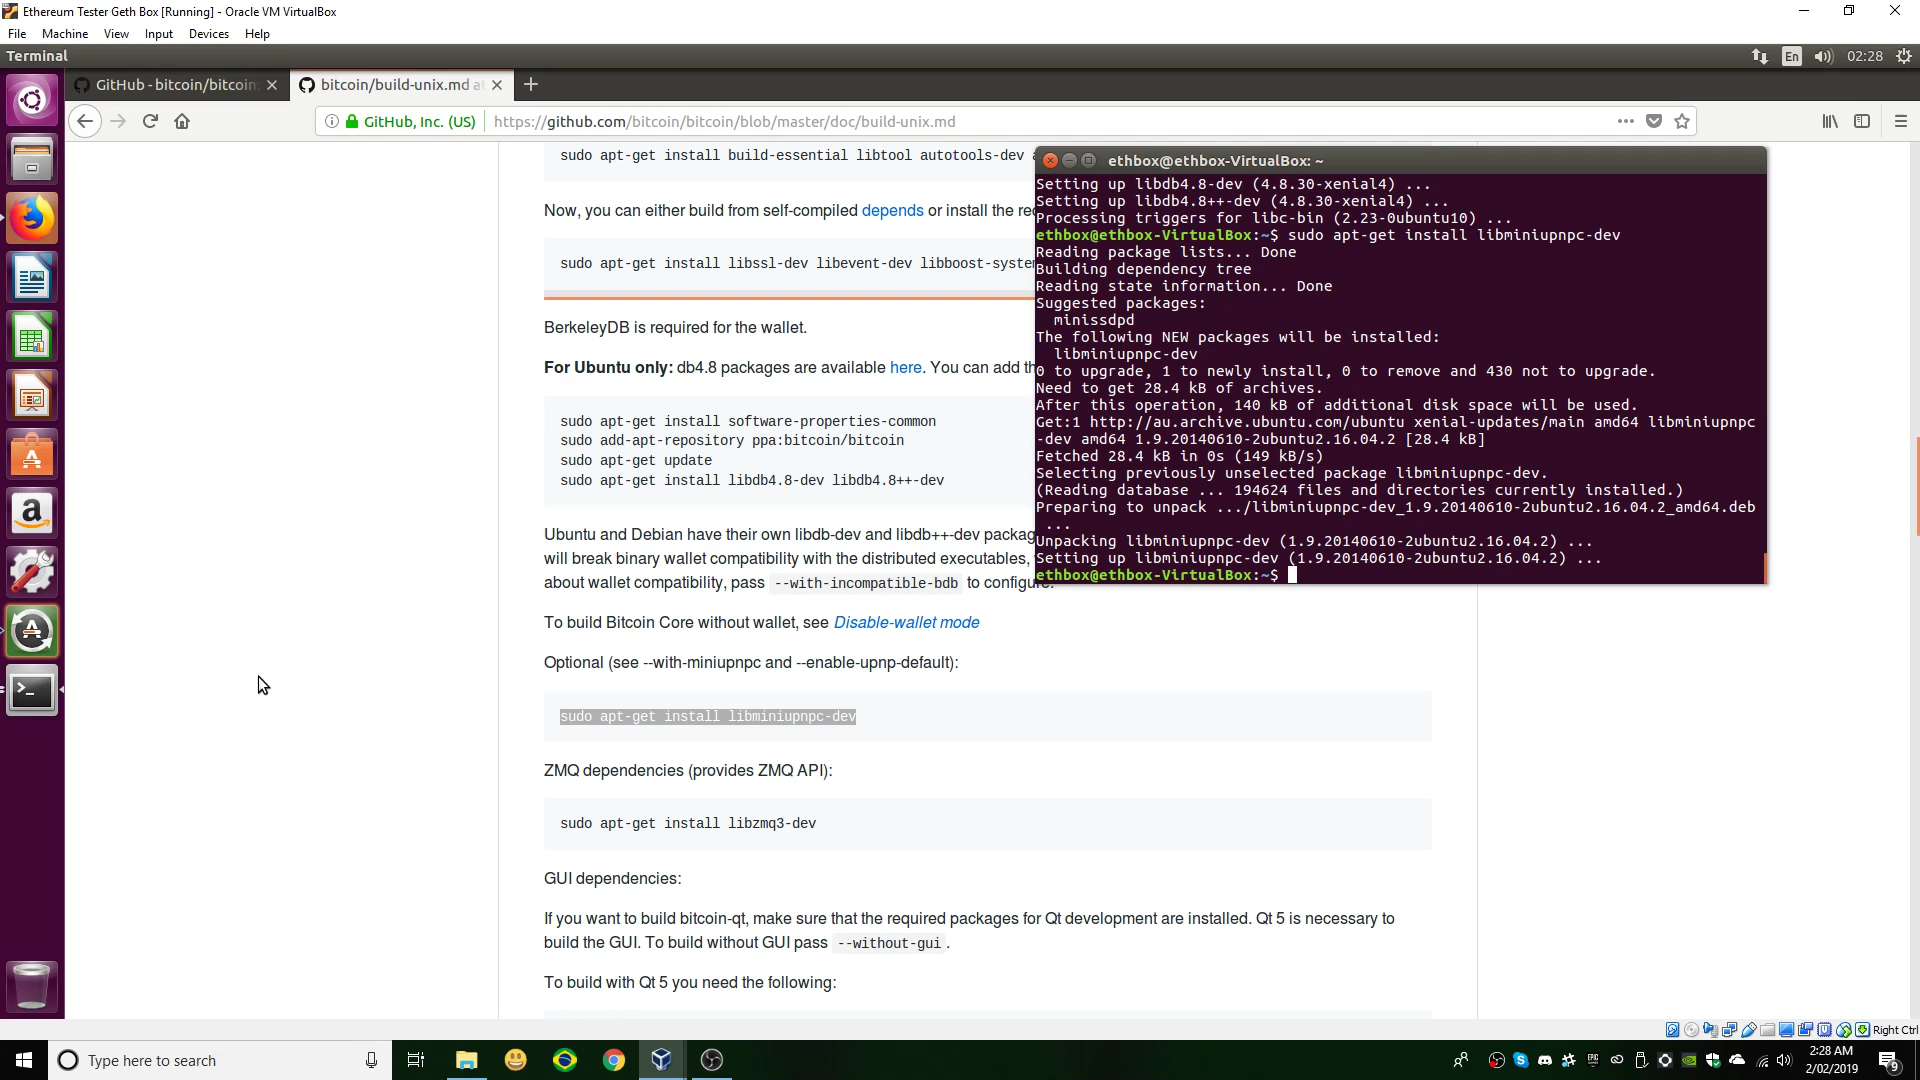 Ethereum Tester Geth Box [Running] - Oracle VM VirtualBox
File Machine View Input Devices Help
Terminal
En
02:28
GitHub - bitcoin/bitcoin:
bitcoin/build-unix.md at
GitHub, Inc. (US)
https://github.com/bitcoin/bitcoin/blob/master/doc/build-unix.md
sudo apt-get install build-essential libtool autotools-dev
Now, you can either build from self-compiled depends or install the
sudo apt-get install libssl-dev libevent-dev
BerkeleyDB is required for the wallet.
For Ubuntu only: db4.8 packages are available here. You can add
sudo apt-get install software-properties-common
sudo add-apt-repository ppa:bitcoin/bitcoin
sudo apt-get update
sudo apt-get install libdb4.8-dev libdb4.8++-dev
Ubuntu and Debian have their own libdb-dev and libdb++-dev
will break binary wallet compatibility with the distributed executables,
about wallet compatibility, pass --with-incompatible-bdb to configure.
To build Bitcoin Core without wallet, see Disable-wallet mode
Optional (see --with-miniupnpc and --enable-upnp-default):
sudo apt-get install libminiupnpc-dev
ZMQ dependencies (provides ZMQ API):
sudo apt-get install libzmq3-dev
GUI dependencies:
If you want to build bitcoin-qt, make sure that the required packages for Qt development are installed. Qt 5 is necessary to
build the GUI. To build without GUI pass --without-gui .
To build with Qt 5 you need the following:
ethbox@ethbox-VirtualBox: ~
Setting up libdb4.8-dev (4.8.30-xenial4) ...
Setting up libdb4.8++-dev (4.8.30-xenial4) ...
Processing triggers for libc-bin (2.23-0ubuntu10) ...
ethbox@ethbox-VirtualBox:~$ sudo apt-get install libminiupnpc-dev
Reading package lists... Done
Building dependency tree
Reading state information... Done
Suggested packages:
minissdpd
The following NEW packages will be installed:
libminiupnpc-dev
0 to upgrade, 1 to newly install, 0 to remove and 430 not to upgrade.
Need to get 28.4 kB of archives.
After this operation, 140 kB of additional disk space will be used.
Get:1 http://au.archive.ubuntu.com/ubuntu xenial-updates/main amd64 libminiupnpc
-dev amd64 1.9.20140610-2ubuntu2.16.04.2 [28.4 kB]
Fetched 28.4 kB in 0s (149 kB/s)
Selecting previously unselected package libminiupnpc-dev.
(Reading database ... 194624 files and directories currently installed.)
Preparing to unpack .../libminiupnpc-dev_1.9.20140610-2ubuntu2.16.04.2_amd64.deb
...
Unpacking libminiupnpc-dev (1.9.20140610-2ubuntu2.16.04.2) ...
Setting up libminiupnpc-dev (1.9.20140610-2ubuntu2.16.04.2) ...
ethbox@ethbox-VirtualBox:~$
Right Ctrl
Type here to search
2:28 AM
2/02/2019
9